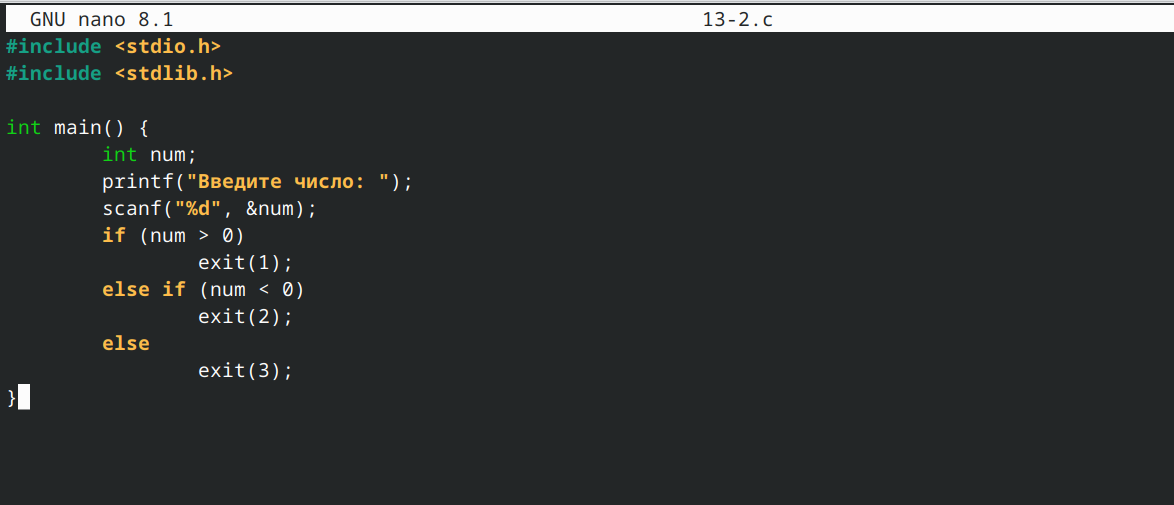 GNU nano 8.1 13-2.c
#include <stdio.h>
#include <stdlib.h>
int main() {
int num;
printf("Введите число: ");
scanf("%d", &num);
if (num > 0)
exit(1);
else if (num < 0)
exit(2);
else
exit(3);
}